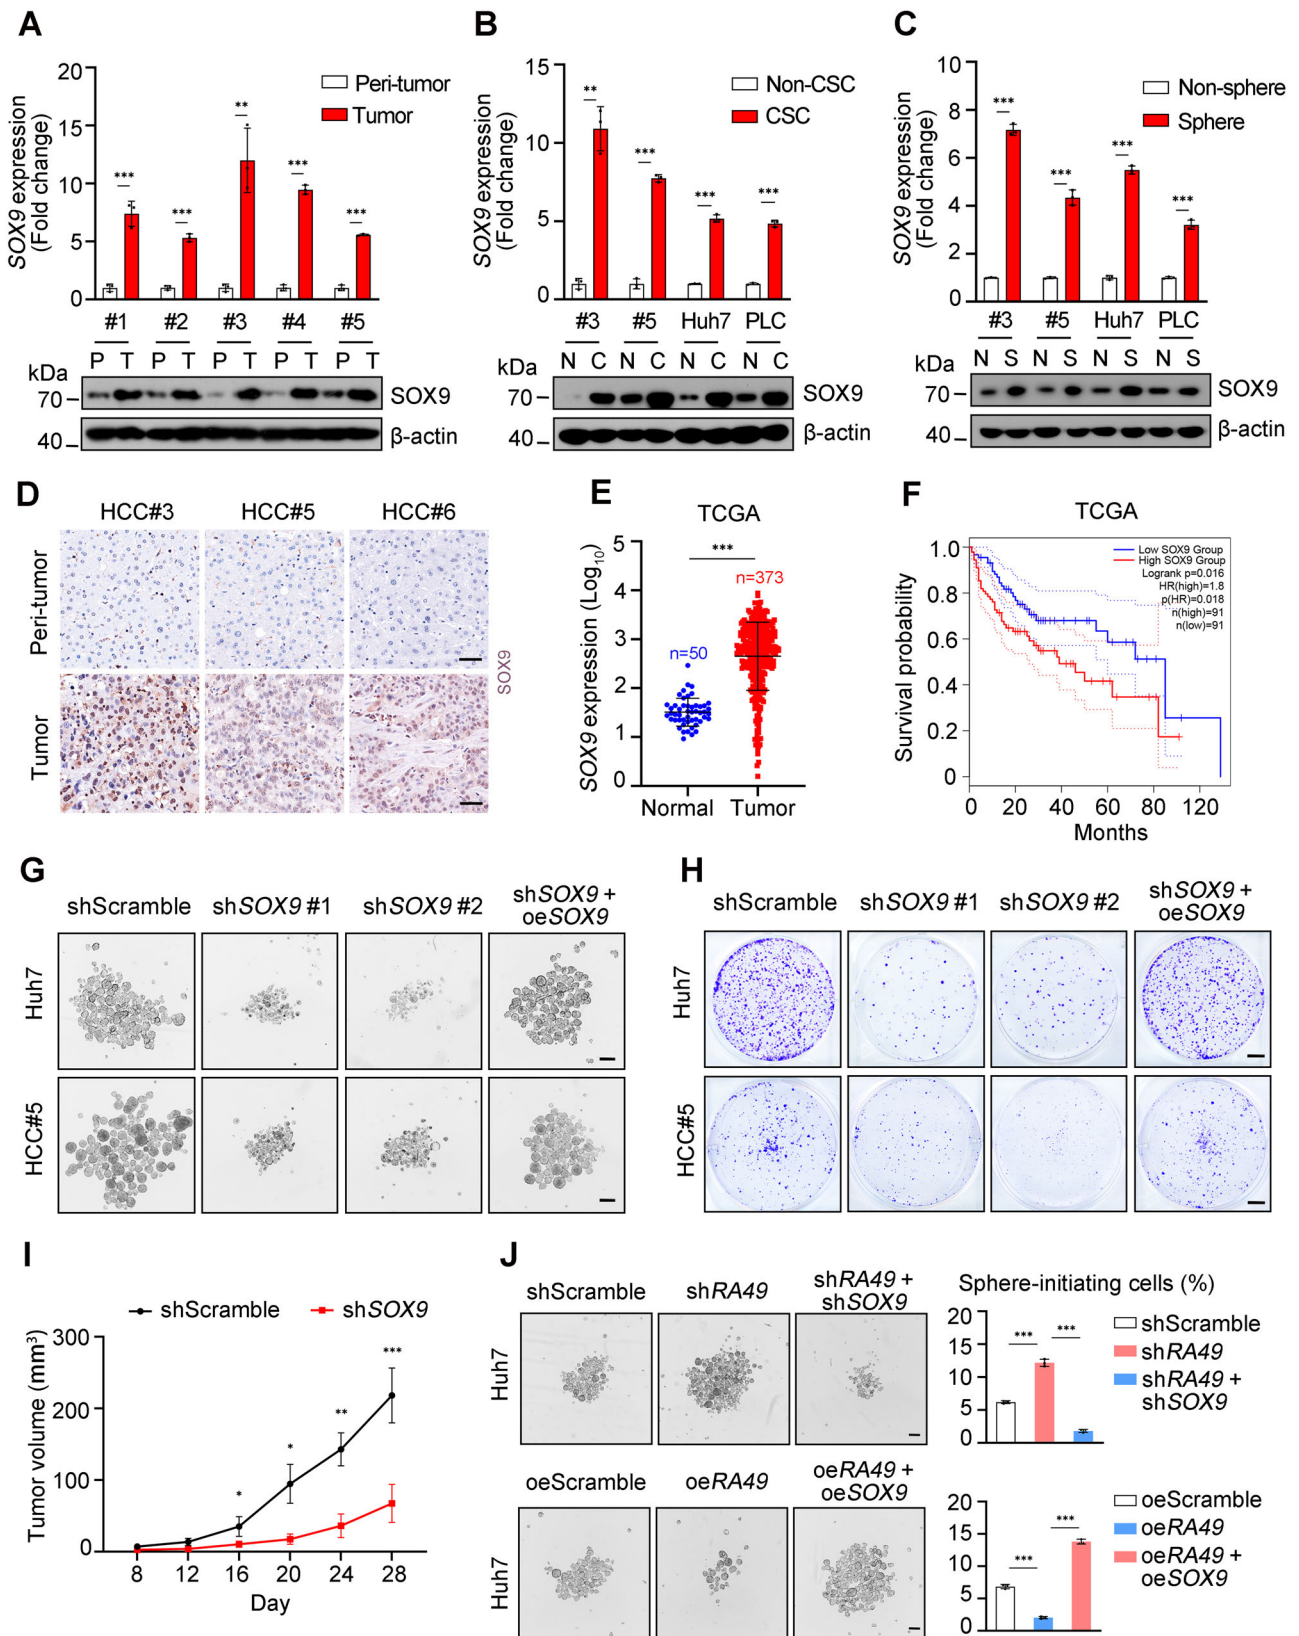 A
SOX9 expression
(Fold change)
20
15
10
5
0
Peri-tumor
Tumor
***
***
**
***
***
#1 #2 #3 #4 #5
P T P T P T P T P T
kDa
70
SOX9
40
β-actin
B
SOX9 expression
(Fold change)
15
10
5
0
Non-CSC
CSC
**
***
***
***
#3 #5 Huh7 PLC
N C N C N C N C
kDa
70
SOX9
40
β-actin
C
SOX9 expression
(Fold change)
10
8
6
4
2
0
Non-sphere
Sphere
***
***
***
***
#3 #5 Huh7 PLC
N S N S N S N S
kDa
70
SOX9
40
β-actin
D
HCC#3 HCC#5 HCC#6
Peri-tumor
Tumor
SOX9
E
TCGA
SOX9 expression (Log10)
5
4
3
2
1
0
***
n=373
n=50
Normal Tumor
F
TCGA
Survival probability
1.0
0.8
0.6
0.4
0.2
0
Low SOX9 Group
High SOX9 Group
Logrank p=0.016
HR(high)=1.8
p(HR)=0.018
n(high)=91
n(low)=91
0 20 40 60 80 120
Months
G
shScramble shSOX9 #1 shSOX9 #2 shSOX9 + oeSOX9
Huh7
HCC#5
H
shScramble shSOX9 #1 shSOX9 #2 shSOX9 + oeSOX9
Huh7
HCC#5
I
shScramble shSOX9
Tumor volume (mm³)
300
200
100
0
*
*
**
***
8 12 16 20 24 28
Day
J
shScramble shRA49 shRA49 + shSOX9
Huh7
Sphere-initiating cells (%)
20
15
10
5
0
*** ***
shScramble
shRA49
shRA49 +
shSOX9
oeScramble oeRA49 oeRA49 + oeSOX9
Huh7
20
15
10
5
0
***
***
oeScramble
oeRA49
oeRA49 +
oeSOX9